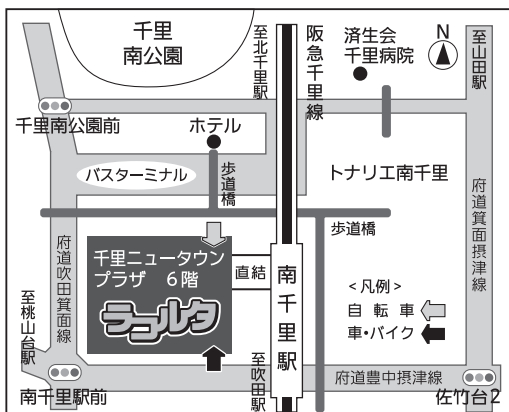 千里
南公園
至北千里駅
阪急千里線
済生会
千里病院
N
至山田駅
千里南公園前
ホテル
バスターミナル
歩道橋
トナリエ南千里
府道箕面摂津線
歩道橋
府道吹田箕面線
千里ニュータウン
プラザ 6階
ラコルタ
直結
南千里駅
<凡例>
自転車
車・バイク
至桃山台駅
南千里駅前
至吹田駅
府道豊中摂津線
佐竹台2